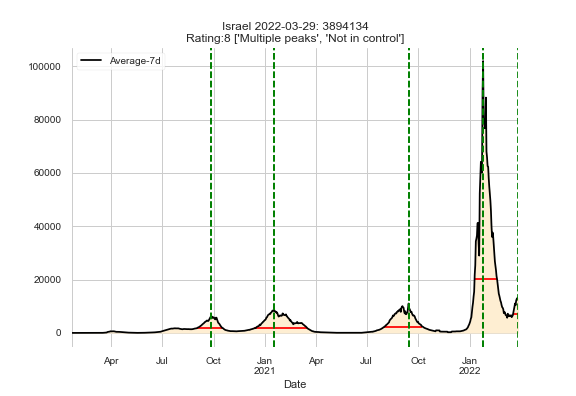 Israel 2022-03-29: 3894134
Rating:8 ['Multiple peaks', 'Not in control']
Average-7d
100000
80000
60000
40000
20000
0
Apr Jul Oct Jan Apr Jul Oct Jan
2021 2022
Date